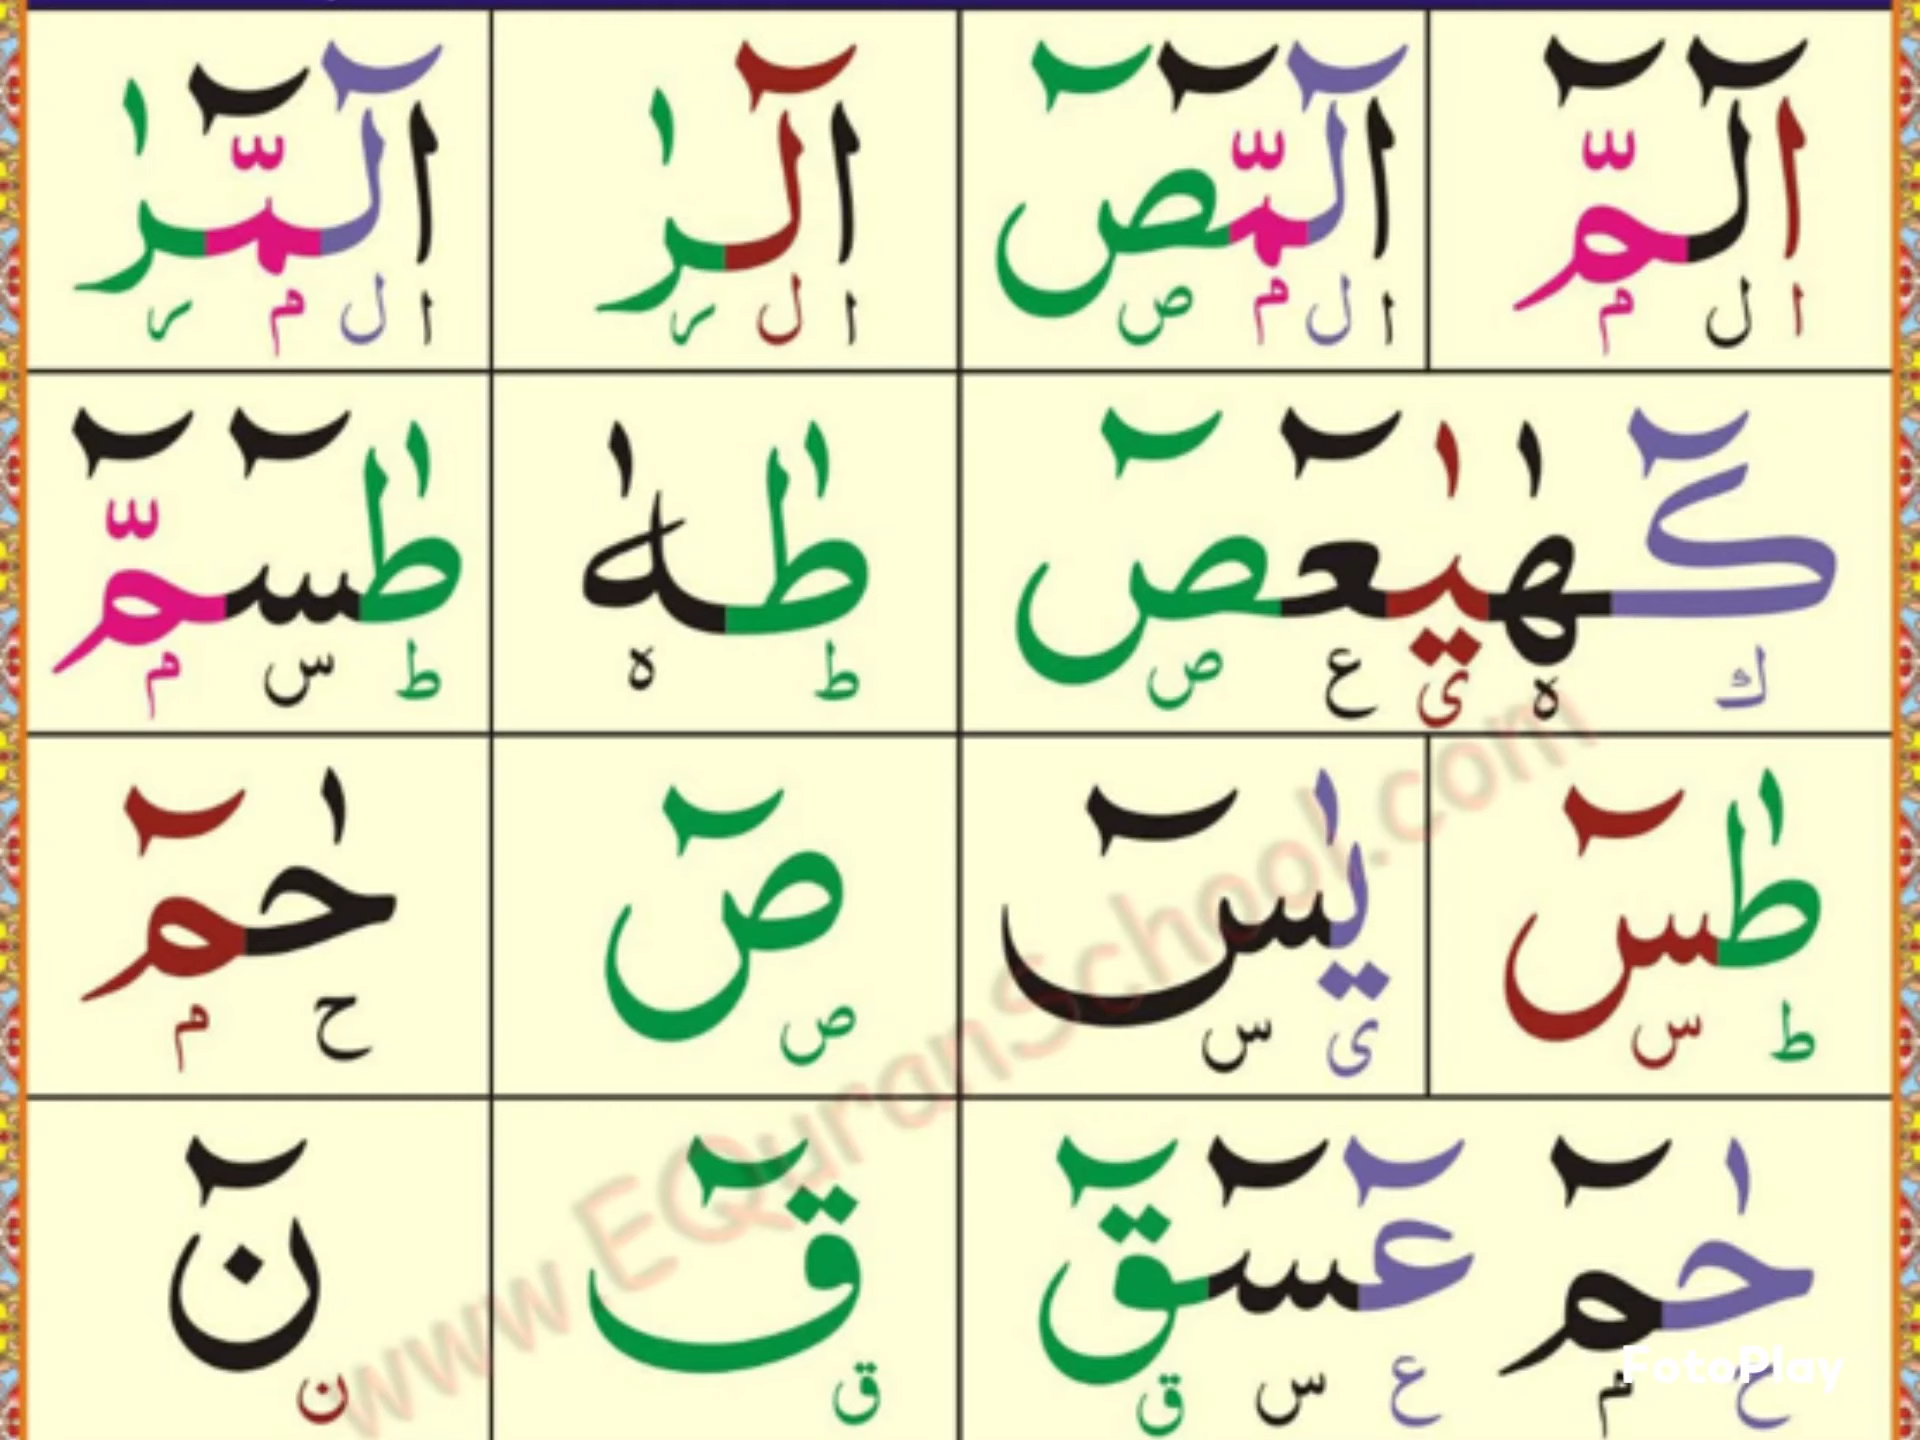 الٓمّٓ الٓمّٓصٓ الٓرٰ الٓمّٓرٰ
ا ل م ا ل م ص ا ل ر ا ل م ر
كٓهٰيٰعٓصٓ طٰهٰ طٰسٓمّٓ
ك ه ی ع ص ط ه ط س م
طٰسٓ يٰسٓ صٓ حٰمٓ
ط س ی س ص ح م
حٰمٓ عٓسٓقٓ قٓ نٓ
ح م ع س ق ق ن
www.EQuranSchool.com
FotoPlay